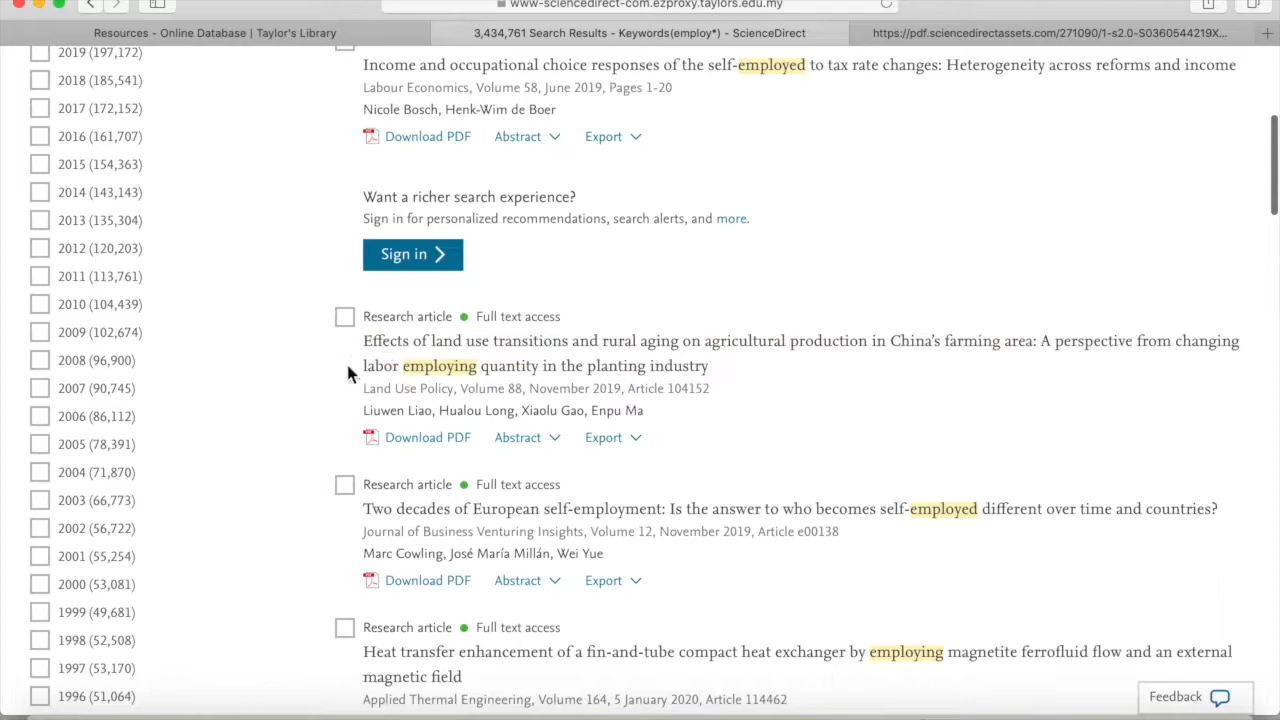 www-sciencedirect-com.ezproxy.taylors.edu.my
Resources - Online Database | Taylor's Library
3,434,761 Search Results - Keywords(employ*) - ScienceDirect
https://pdf.sciencedirectassets.com/271090/1-s2.0-S0360544219X...
2019 (197,172)
2018 (185,541)
2017 (172,152)
2016 (161,707)
2015 (154,363)
2014 (143,143)
2013 (135,304)
2012 (120,203)
2011 (113,761)
2010 (104,439)
2009 (102,674)
2008 (96,900)
2007 (90,745)
2006 (86,112)
2005 (78,391)
2004 (71,870)
2003 (66,773)
2002 (56,722)
2001 (55,254)
2000 (53,081)
1999 (49,681)
1998 (52,508)
1997 (53,170)
1996 (51,064)
Income and occupational choice responses of the self-employed to tax rate changes: Heterogeneity across reforms and income
Labour Economics, Volume 58, June 2019, Pages 1-20
Nicole Bosch, Henk-Wim de Boer
Download PDF Abstract Export
Want a richer search experience?
Sign in for personalized recommendations, search alerts, and more.
Sign in
Research article Full text access
Effects of land use transitions and rural aging on agricultural production in China's farming area: A perspective from changing
labor employing quantity in the planting industry
Land Use Policy, Volume 88, November 2019, Article 104152
Liuwen Liao, Hualou Long, Xiaolu Gao, Enpu Ma
Download PDF Abstract Export
Research article Full text access
Two decades of European self-employment: Is the answer to who becomes self-employed different over time and countries?
Journal of Business Venturing Insights, Volume 12, November 2019, Article e00138
Marc Cowling, José María Millán, Wei Yue
Download PDF Abstract Export
Research article Full text access
Heat transfer enhancement of a fin-and-tube compact heat exchanger by employing magnetite ferrofluid flow and an external
magnetic field
Applied Thermal Engineering, Volume 164, 5 January 2020, Article 114462
Feedback